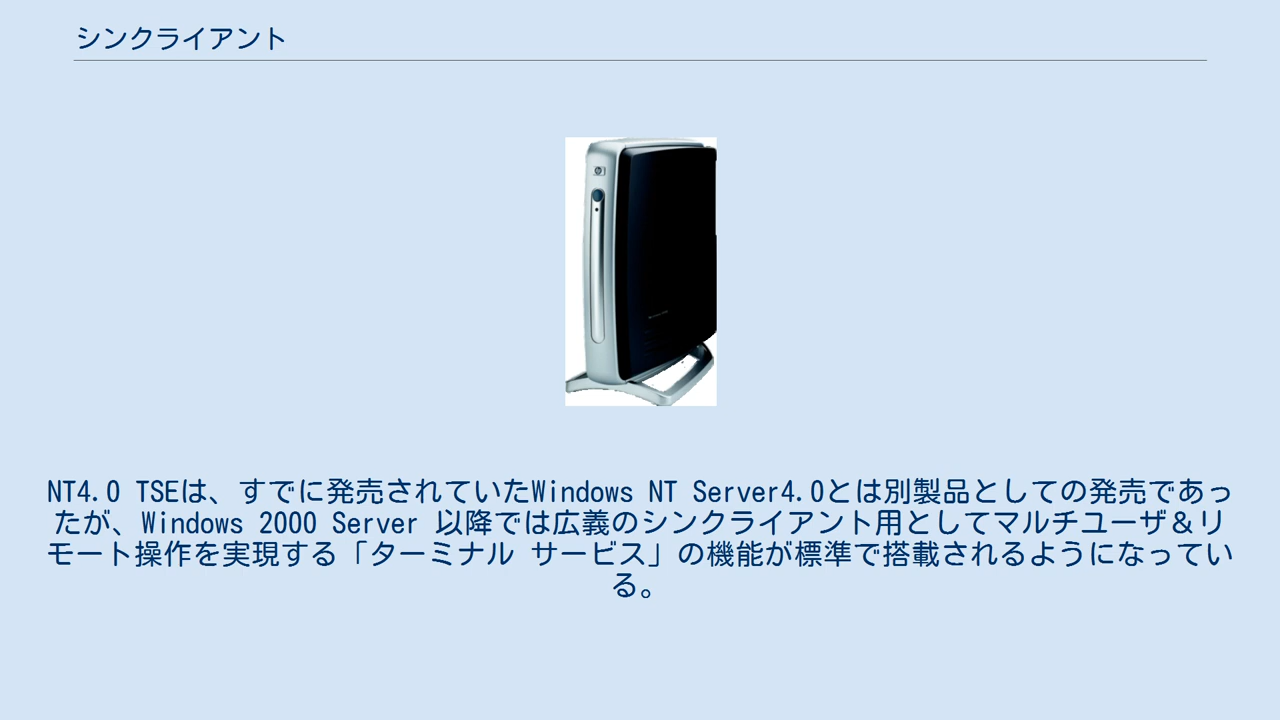 シンクライアント
NT4.0 TSEは、すでに発売されていたWindows NT Server4.0とは別製品としての発売であっ
たが、Windows 2000 Server 以降では広義のシンクライアント用としてマルチユーザ＆リ
モート操作を実現する「ターミナル サービス」の機能が標準で搭載されるようになってい
る。